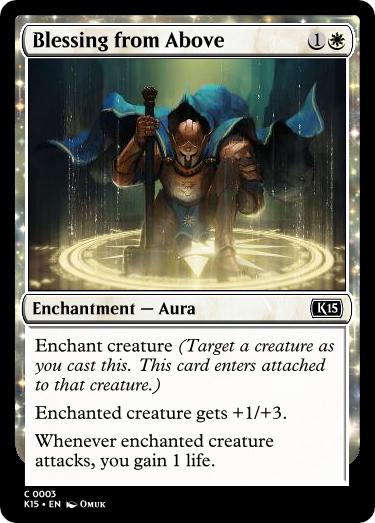 Blessing from Above 1
Enchantment — Aura K15
Enchant creature (Target a creature as
you cast this. This card enters attached
to that creature.)
Enchanted creature gets +1/+3.
Whenever enchanted creature
attacks, you gain 1 life.
C 0003
K15 • EN Omuk